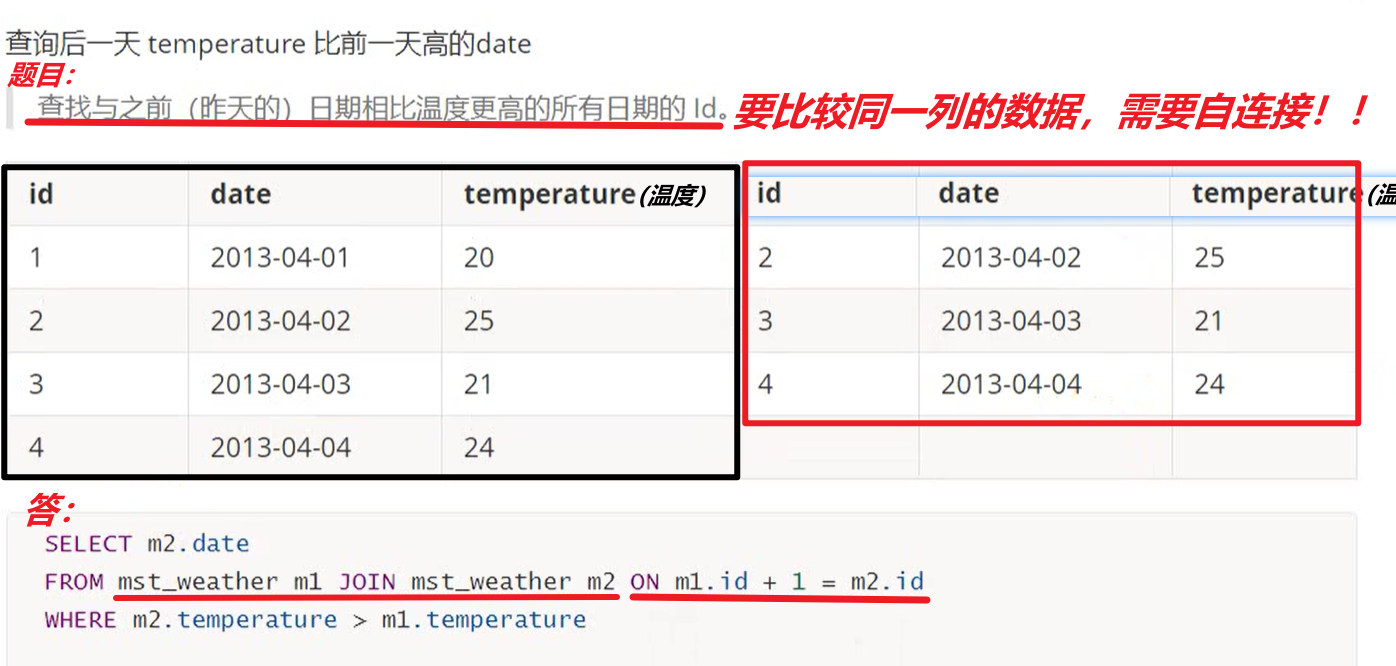 查询后一天 temperature 比前一天高的date
题目：
查找与之前（昨天的）日期相比温度更高的所有日期的 Id。要比较同一列的数据，需要自连接！！
id date temperature(温度) id date temperature(温
1 2013-04-01 20 2 2013-04-02 25
2 2013-04-02 25 3 2013-04-03 21
3 2013-04-03 21 4 2013-04-04 24
4 2013-04-04 24
答：
SELECT m2.date
FROM mst_weather m1 JOIN mst_weather m2 ON m1.id + 1 = m2.id
WHERE m2.temperature > m1.temperature